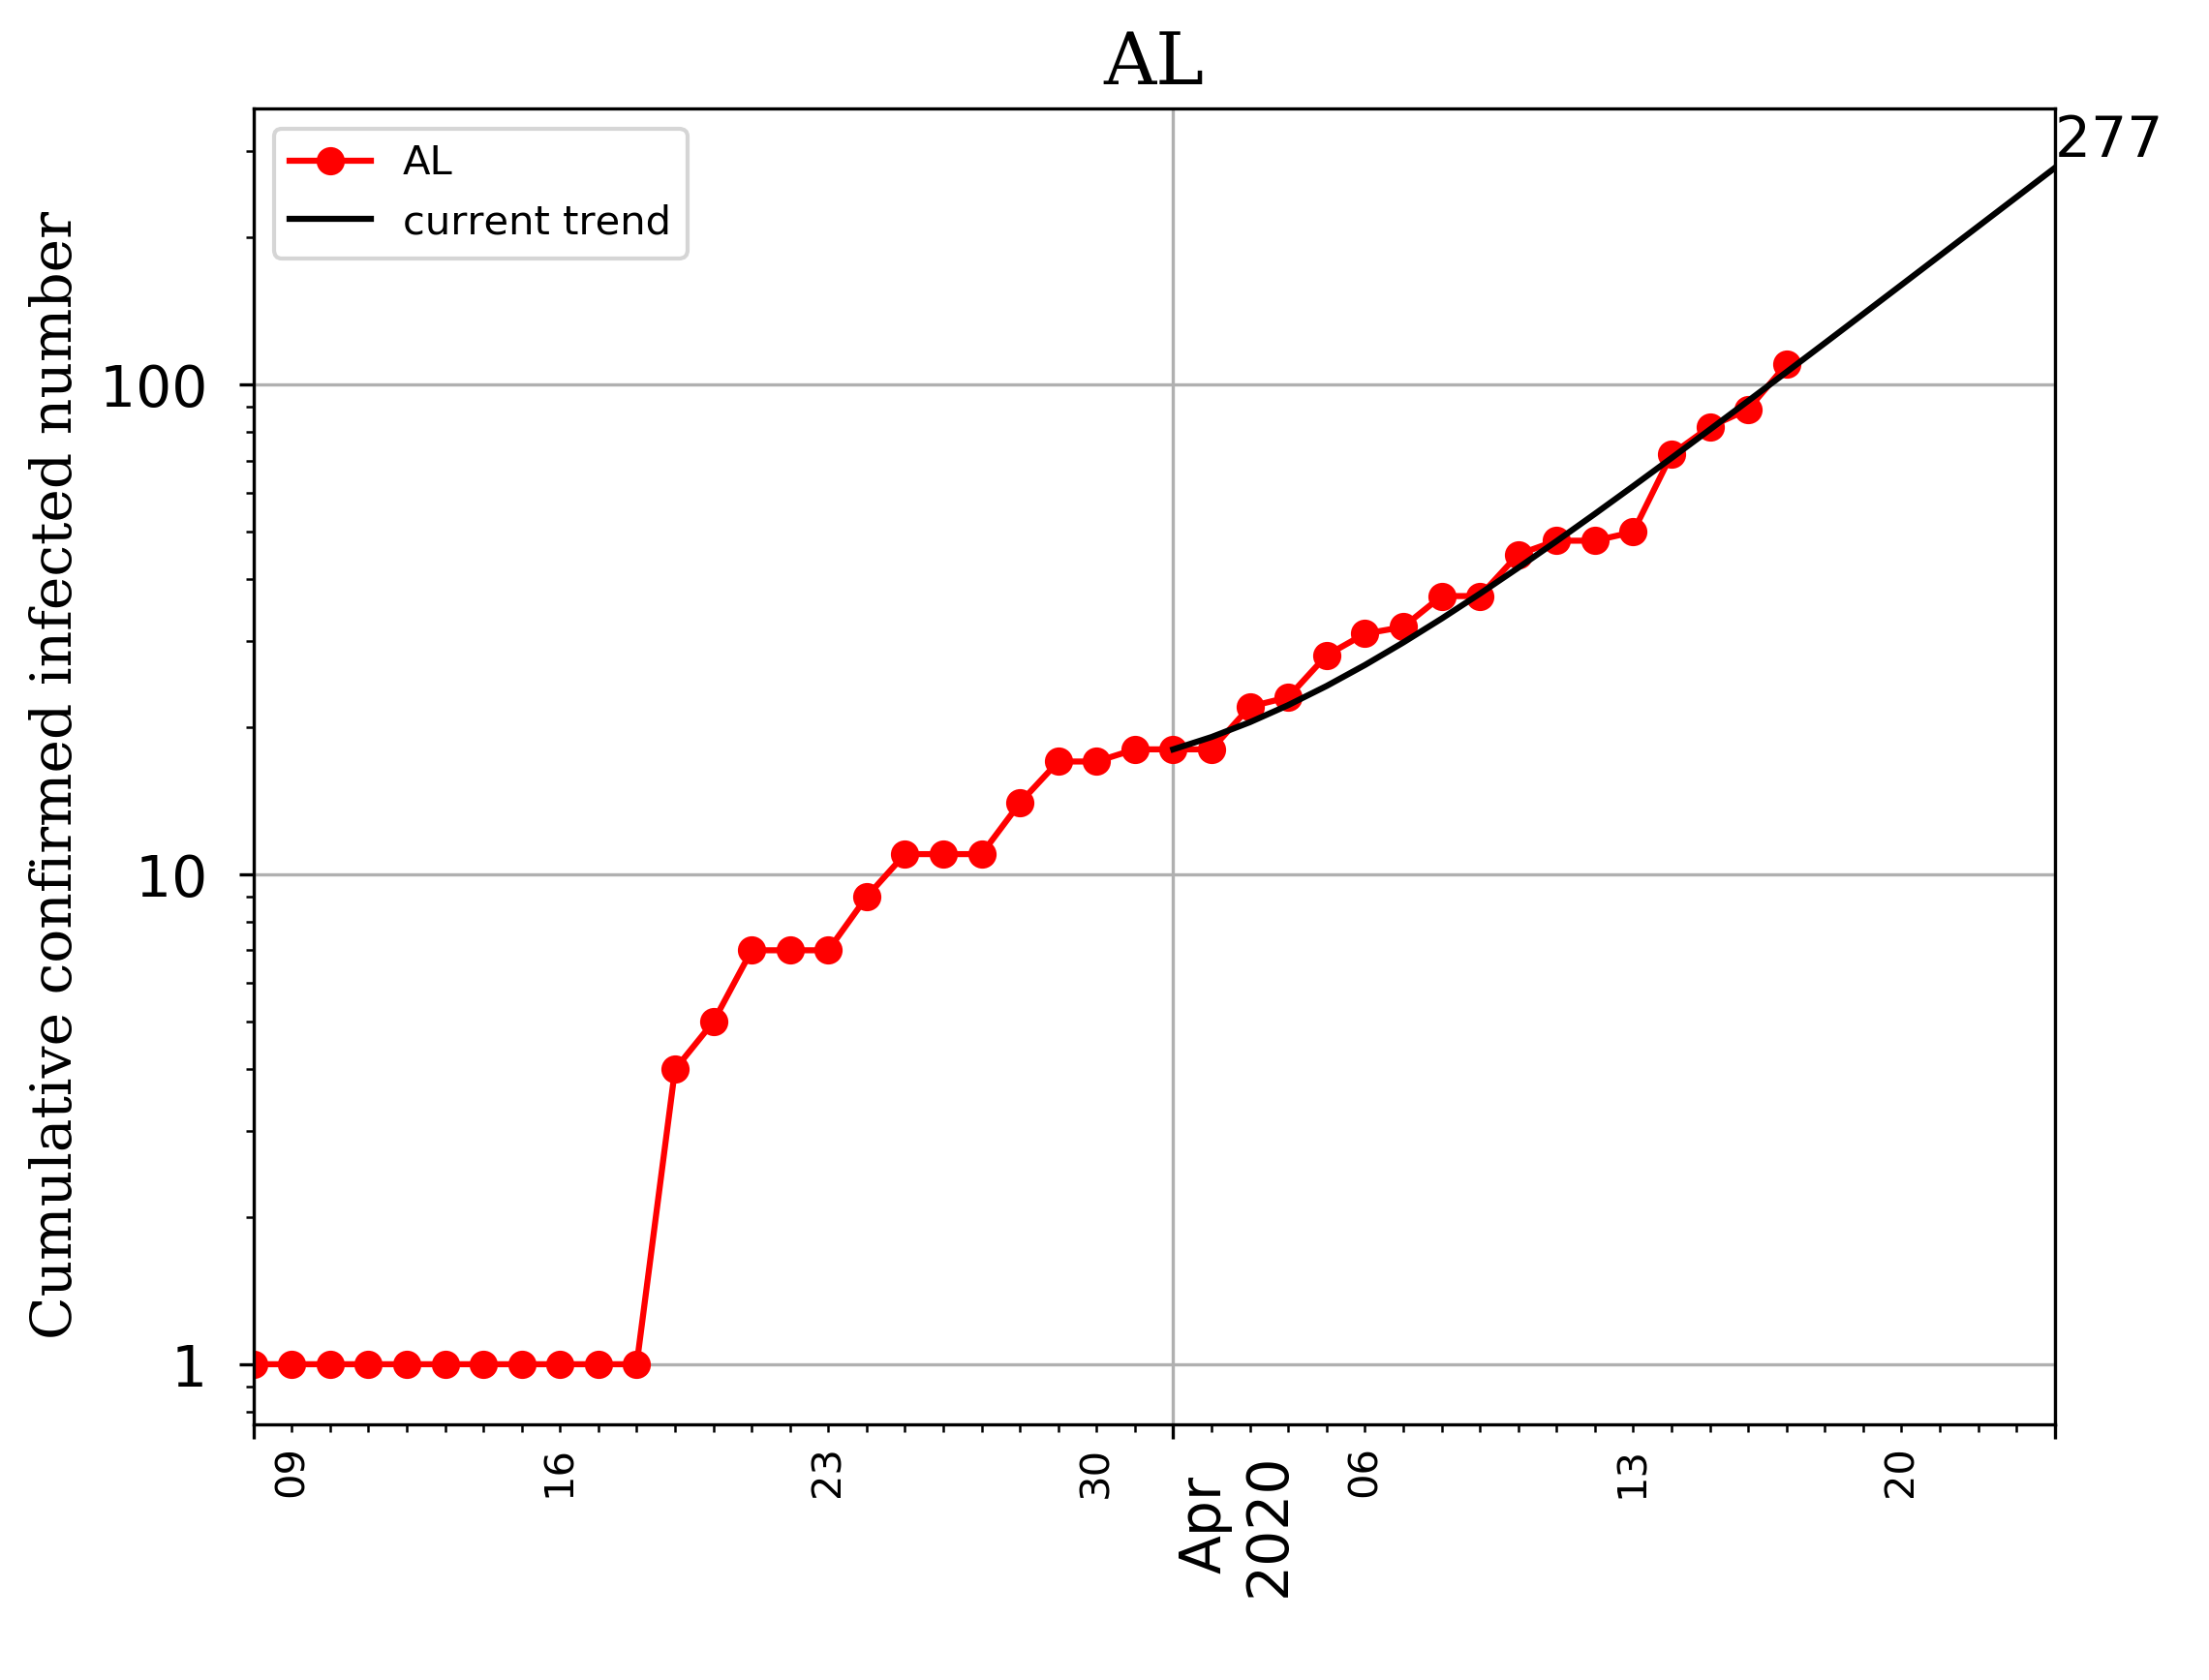 AL
277
AL
current trend
Cumulative confirmed infected number
100
10
1
09
16
23
30
Apr
2020
06
13
20